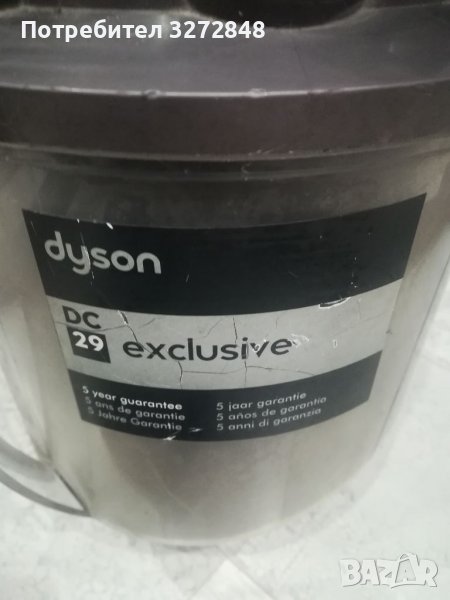 Потребител 3272848
dyson
DC
29 exclusive
5 year guarantee
5 ans de garantie
5 Jahre Garantie
5 jaar garantie
5 años de garantía
5 anni di garanzia
BAZAR